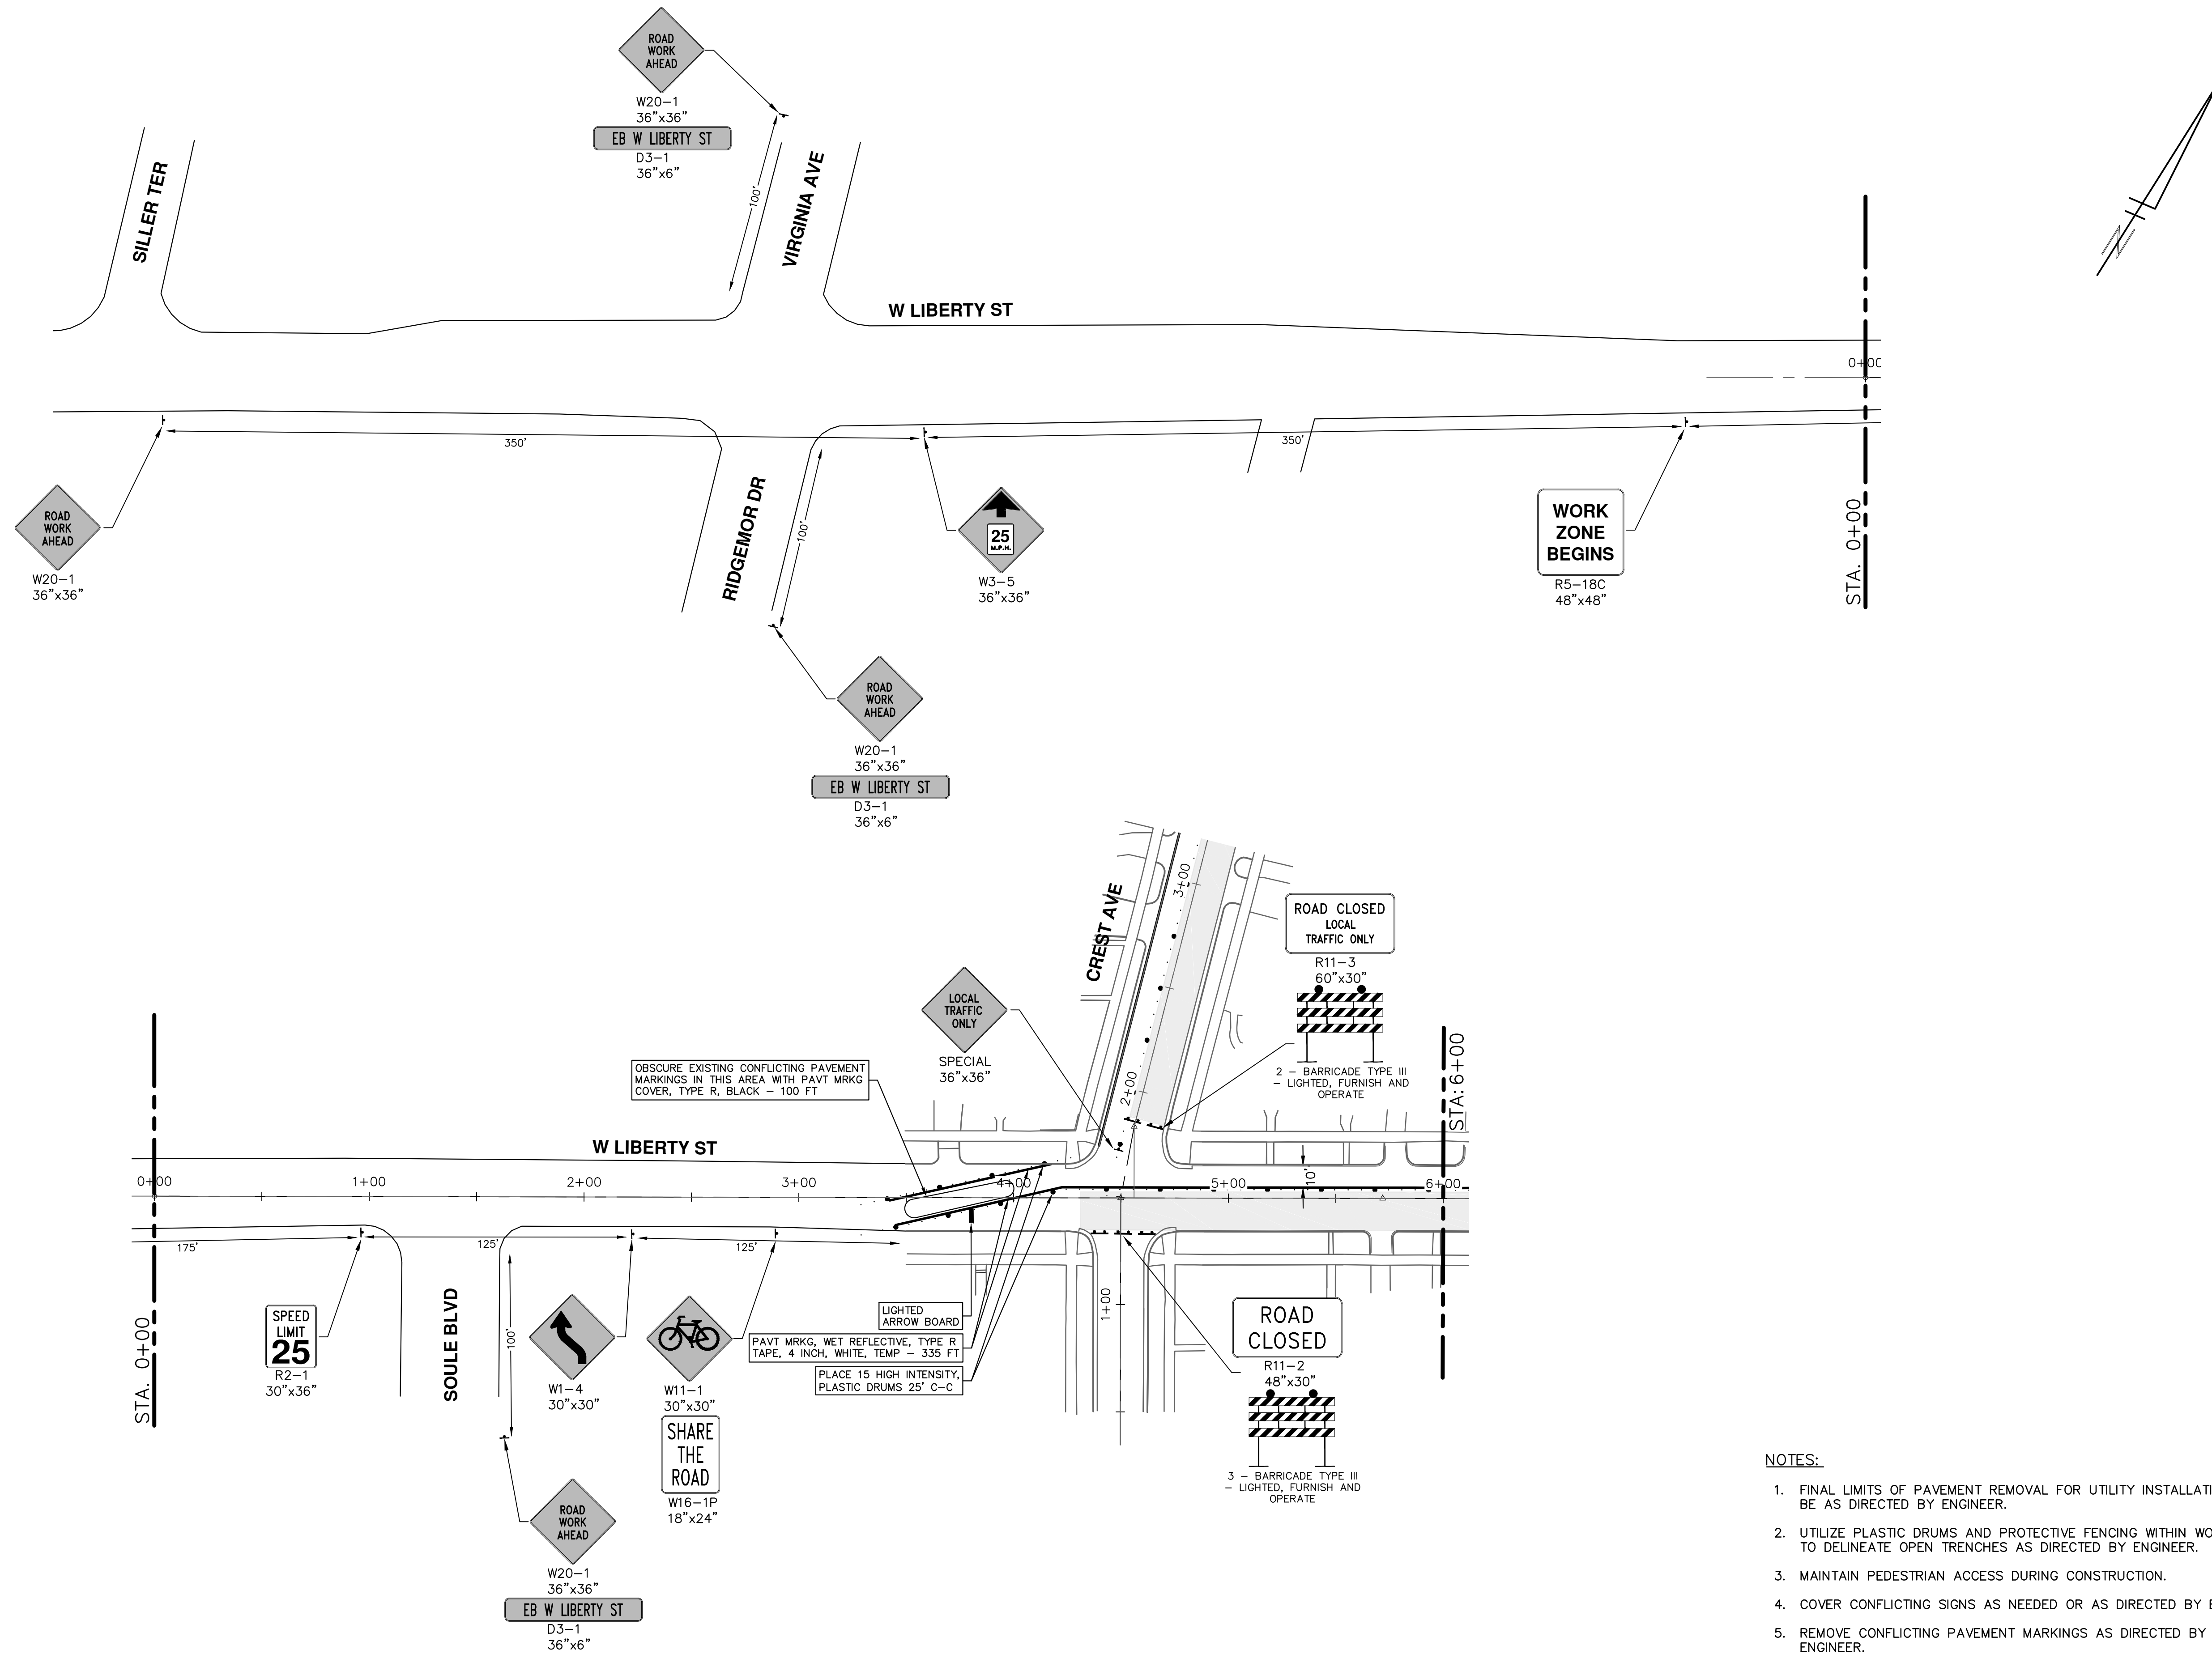 ROAD
WORK
AHEAD
W20-1
36"x36"
EB W LIBERTY ST
D3-1
36"x6"
SILLER TER
VIRGINIA AVE
100'
W LIBERTY ST
0+00
350'
350'
ROAD
WORK
AHEAD
W20-1
36"x36"
RIDGEMOR DR
100'
25
M.P.H.
W3-5
36"x36"
WORK
ZONE
BEGINS
R5-18C
48"x48"
STA. 0+00
ROAD
WORK
AHEAD
W20-1
36"x36"
EB W LIBERTY ST
D3-1
36"x6"
N
CREST AVE
3+00
2+00
ROAD CLOSED
LOCAL
TRAFFIC ONLY
R11-3
60"x30"
2 - BARRICADE TYPE III
- LIGHTED, FURNISH AND
OPERATE
LOCAL
TRAFFIC
ONLY
SPECIAL
36"x36"
OBSCURE EXISTING CONFLICTING PAVEMENT
MARKINGS IN THIS AREA WITH PAVT MRKG
COVER, TYPE R, BLACK - 100 FT
STA: 6+00
W LIBERTY ST
0+00
1+00
2+00
3+00
4+00
5+00
6+00
10'
175'
125'
125'
STA. 0+00
SPEED
LIMIT
25
R2-1
30"x36"
SOULE BLVD
100'
W1-4
30"x30"
W11-1
30"x30"
SHARE
THE
ROAD
W16-1P
18"x24"
LIGHTED
ARROW BOARD
PAVT MRKG, WET REFLECTIVE, TYPE R
TAPE, 4 INCH, WHITE, TEMP - 335 FT
PLACE 15 HIGH INTENSITY,
PLASTIC DRUMS 25' C-C
1+00
ROAD
CLOSED
R11-2
48"x30"
3 - BARRICADE TYPE III
- LIGHTED, FURNISH AND
OPERATE
ROAD
WORK
AHEAD
W20-1
36"x36"
EB W LIBERTY ST
D3-1
36"x6"
NOTES:
1. FINAL LIMITS OF PAVEMENT REMOVAL FOR UTILITY
BE AS DIRECTED BY ENGINEER.
2. UTILIZE PLASTIC DRUMS AND PROTECTIVE FENCING WITHIN
TO DELINEATE OPEN TRENCHES AS DIRECTED BY ENGINEER.
3. MAINTAIN PEDESTRIAN ACCESS DURING CONSTRUCTION.
4. COVER CONFLICTING SIGNS AS NEEDED OR AS DIRECTED BY
5. REMOVE CONFLICTING PAVEMENT MARKINGS AS DIRECTED BY
ENGINEER.